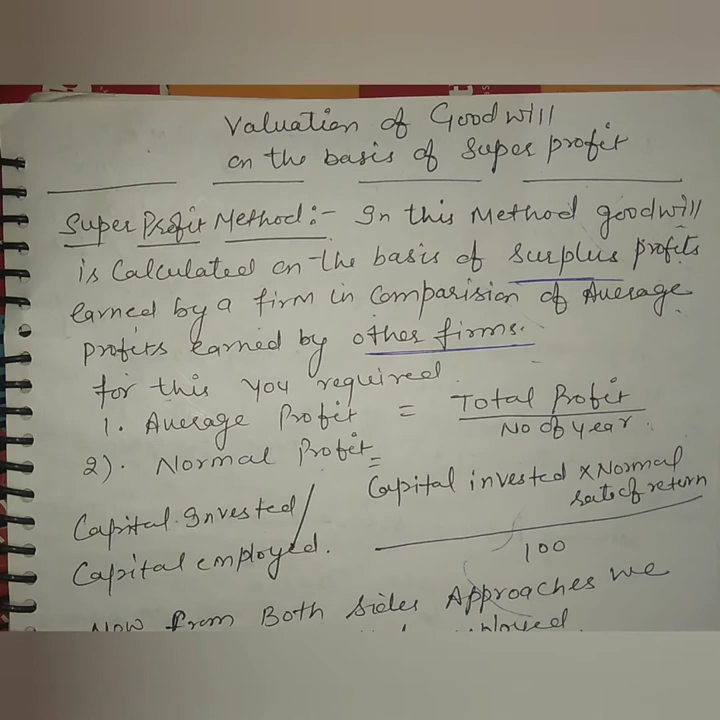 Valuation of Goodwill
on the basis of Super profit
Super Profit Method:- In this Method goodwill
is Calculated on the basis of Surplus profits
earned by a firm in Comparision of Average
profits earned by other firms.
for this you required
1. Average Profit = Total Profit
No of year.
2). Normal Profit =
Capital invested × Normal
rate of return
100
Capital Invested /
Capital employed.
Now from Both Sides Approaches we